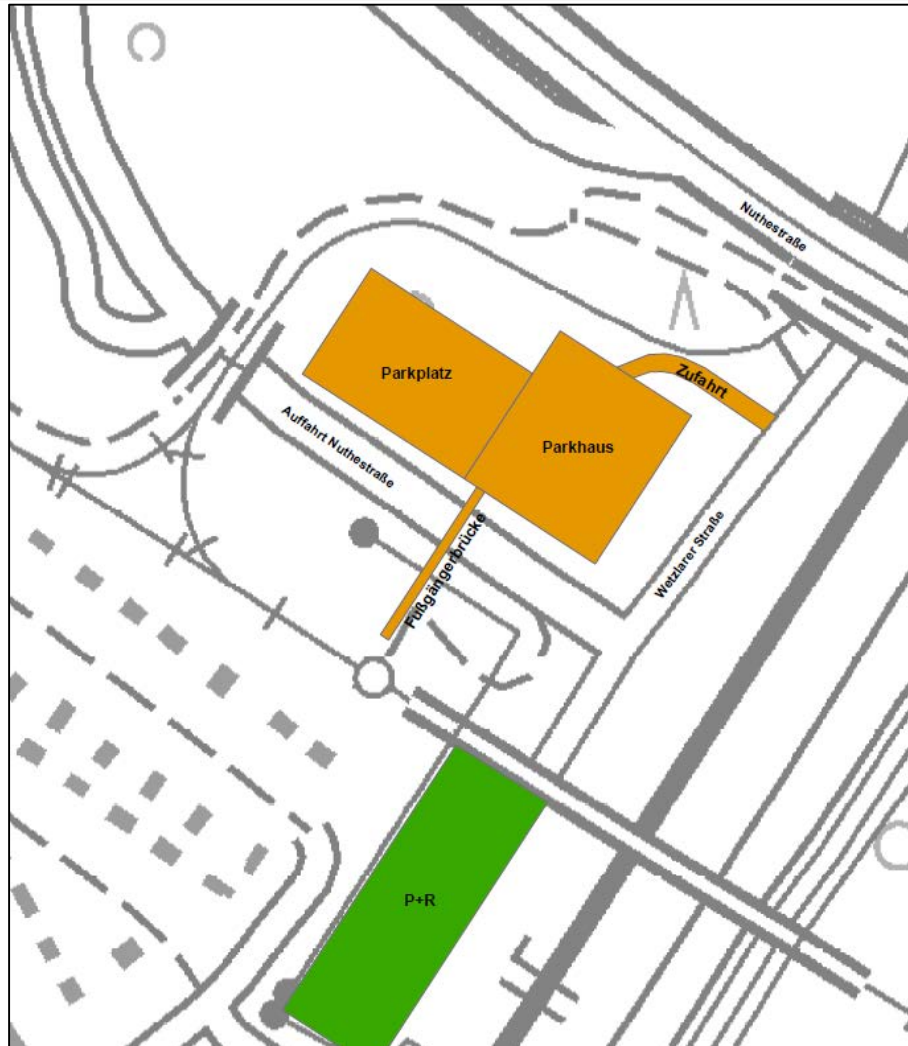 Nuthestraße
Zufahrt
Parkplatz
Parkhaus
Auffahrt Nuthestraße
Wetzlarer Straße
Fußgängerbrücke
P+R